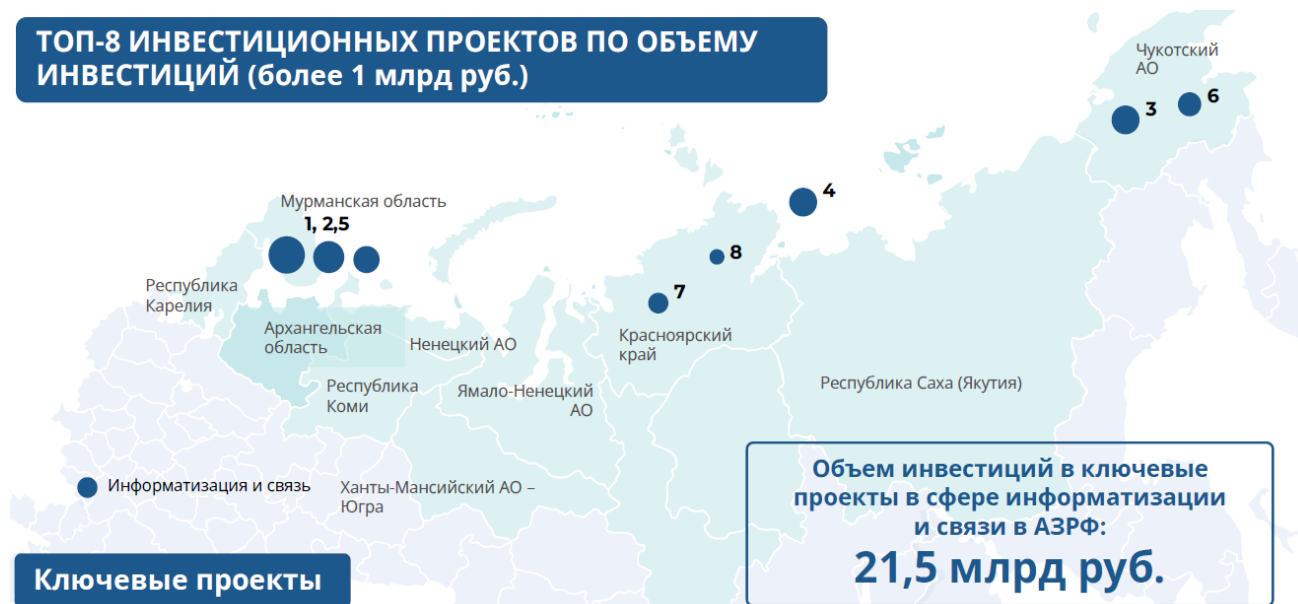 ТОП-8 ИНВЕСТИЦИОННЫХ ПРОЕКТОВ ПО ОБЪЕМУ
ИНВЕСТИЦИЙ (более 1 млрд руб.)
Чукотский
АО
3
6
4
Мурманская область
1, 2,5
8
7
Республика
Карелия
Архангельская
область
Ненецкий АО
Красноярский
край
Республика
Коми
Ямало-Ненецкий
АО
Республика Саха (Якутия)
Информатизация и связь
Ханты-Мансийский АО –
Югра
Объем инвестиций в ключевые
проекты в сфере информатизации
и связи в АЗРФ:
21,5 млрд руб.
Ключевые проекты